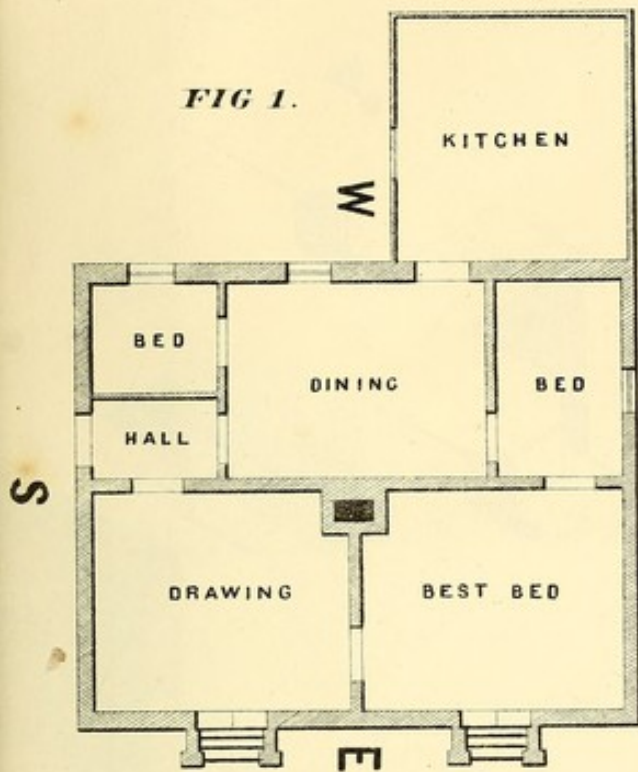 FIG 1.
KITCHEN
W
BED
DINING
BED
HALL
S
DRAWING
BEST BED
E